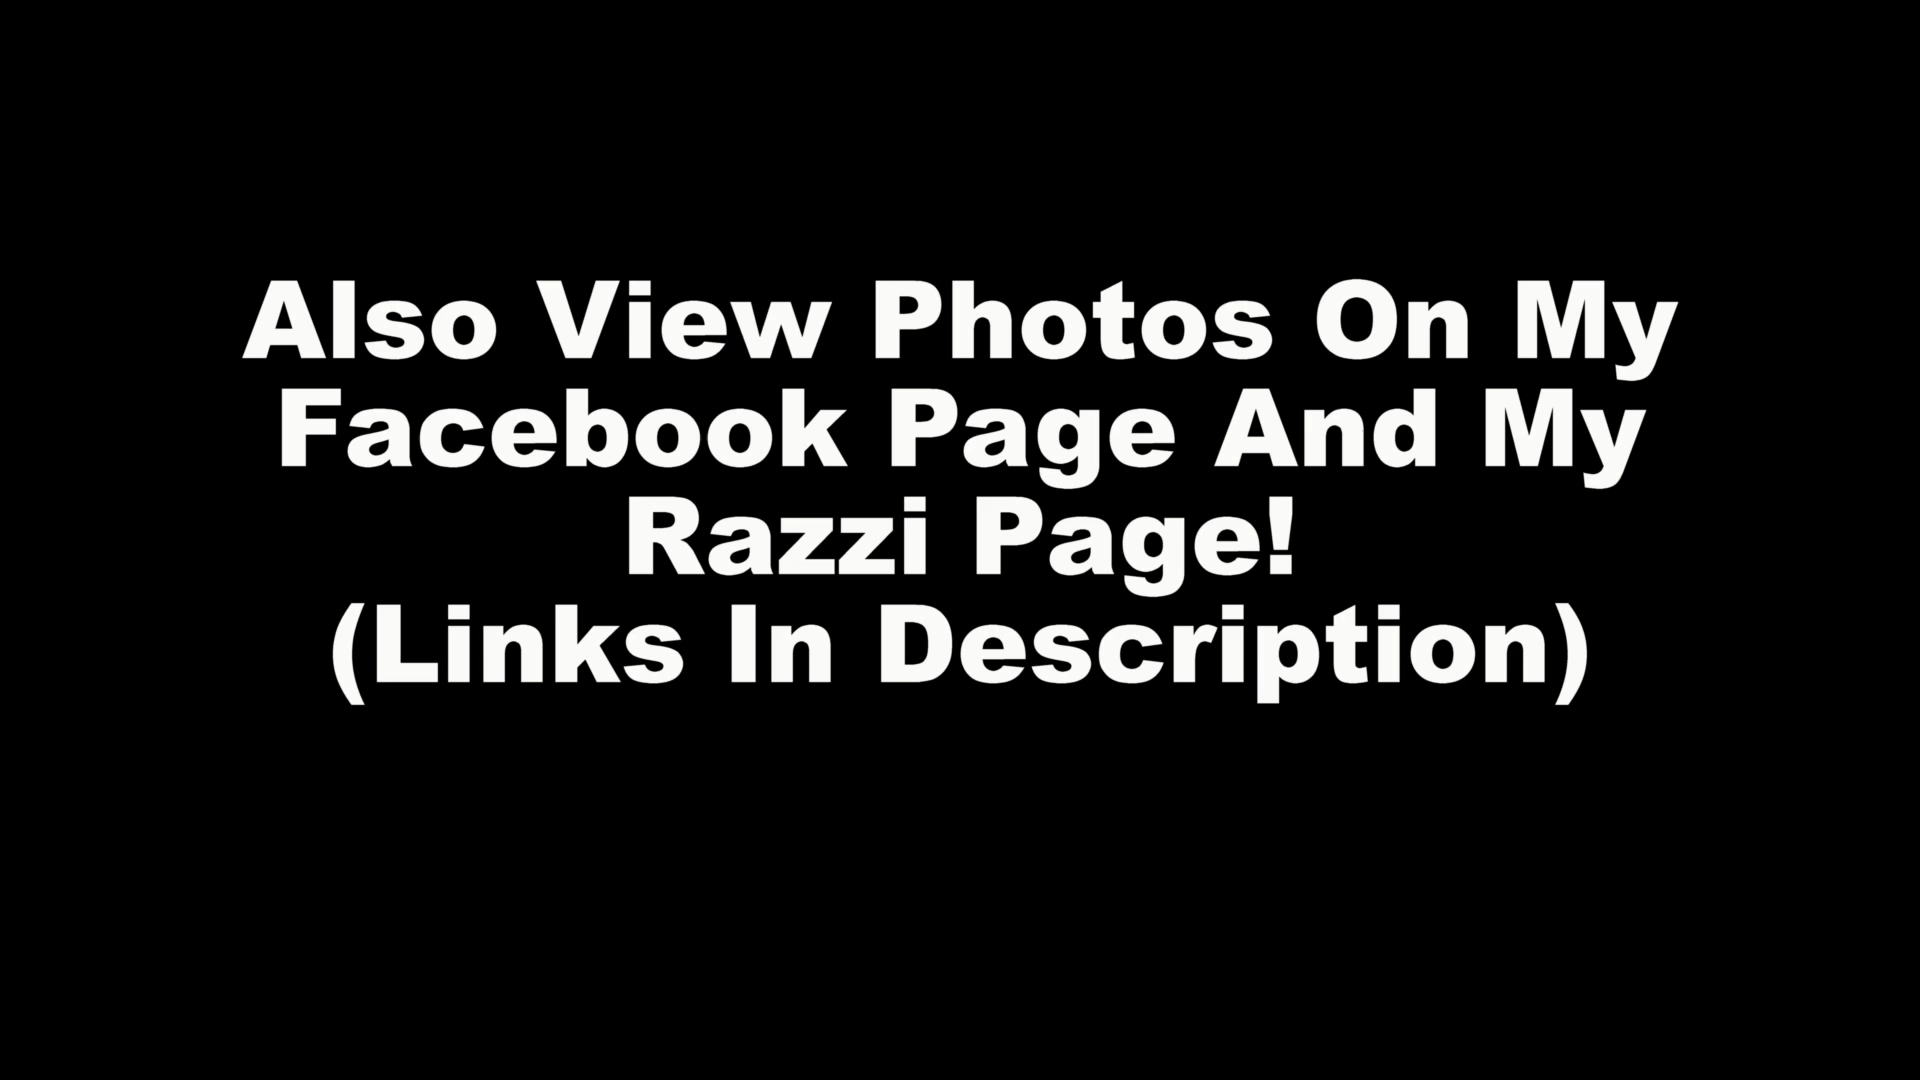 Also View Photos On My
Facebook Page And My
Razzi Page!
(Links In Description)